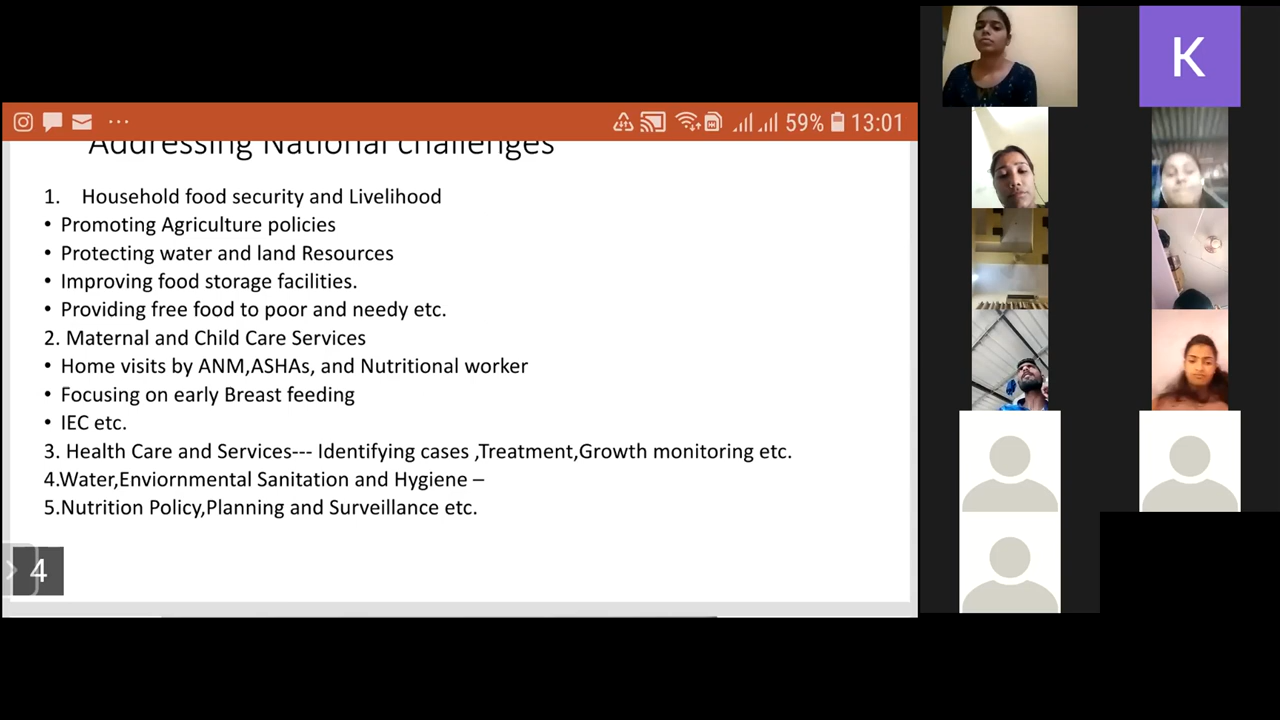 59% 13:01
Addressing National challenges
1. Household food security and Livelihood
• Promoting Agriculture policies
• Protecting water and land Resources
• Improving food storage facilities.
• Providing free food to poor and needy etc.
2. Maternal and Child Care Services
• Home visits by ANM,ASHAs, and Nutritional worker
• Focusing on early Breast feeding
• IEC etc.
3. Health Care and Services--- Identifying cases ,Treatment,Growth monitoring etc.
4.Water,Enviornmental Sanitation and Hygiene –
5.Nutrition Policy,Planning and Surveillance etc.
4
K